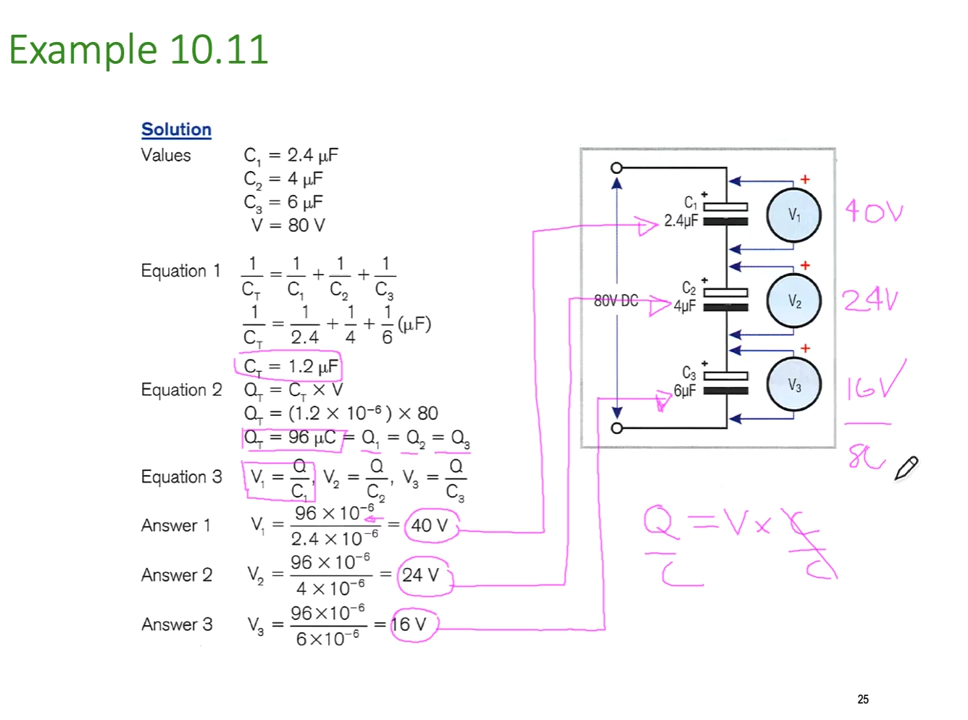 Example 10.11
Solution
Values C₁ = 2.4 μF
C₂ = 4 μF
C₃ = 6 μF
V = 80 V
Equation 1 1/C_T = 1/C₁ + 1/C₂ + 1/C₃
1/C_T = 1/2.4 + 1/4 + 1/6 (μF)
C_T = 1.2 μF
Equation 2 Q_T = C_T × V
Q_T = (1.2 × 10⁻⁶) × 80
Q_T = 96 μC = Q₁ = Q₂ = Q₃
Equation 3 V₁ = Q/C₁, V₂ = Q/C₂, V₃ = Q/C₃
Answer 1 V₁ = 96 × 10⁻⁶/2.4 × 10⁻⁶ = 40 V
Answer 2 V₂ = 96 × 10⁻⁶/4 × 10⁻⁶ = 24 V
Answer 3 V₃ = 96×10⁻⁶/6×10⁻⁶ = 16 V
+
C₁ +
2.4μF
V₁
40V
+
C₂ +
80V DC
4μF
V₂
24V
+
C₃ +
6μF
V₃
16V
Q/C = V × C/C
25